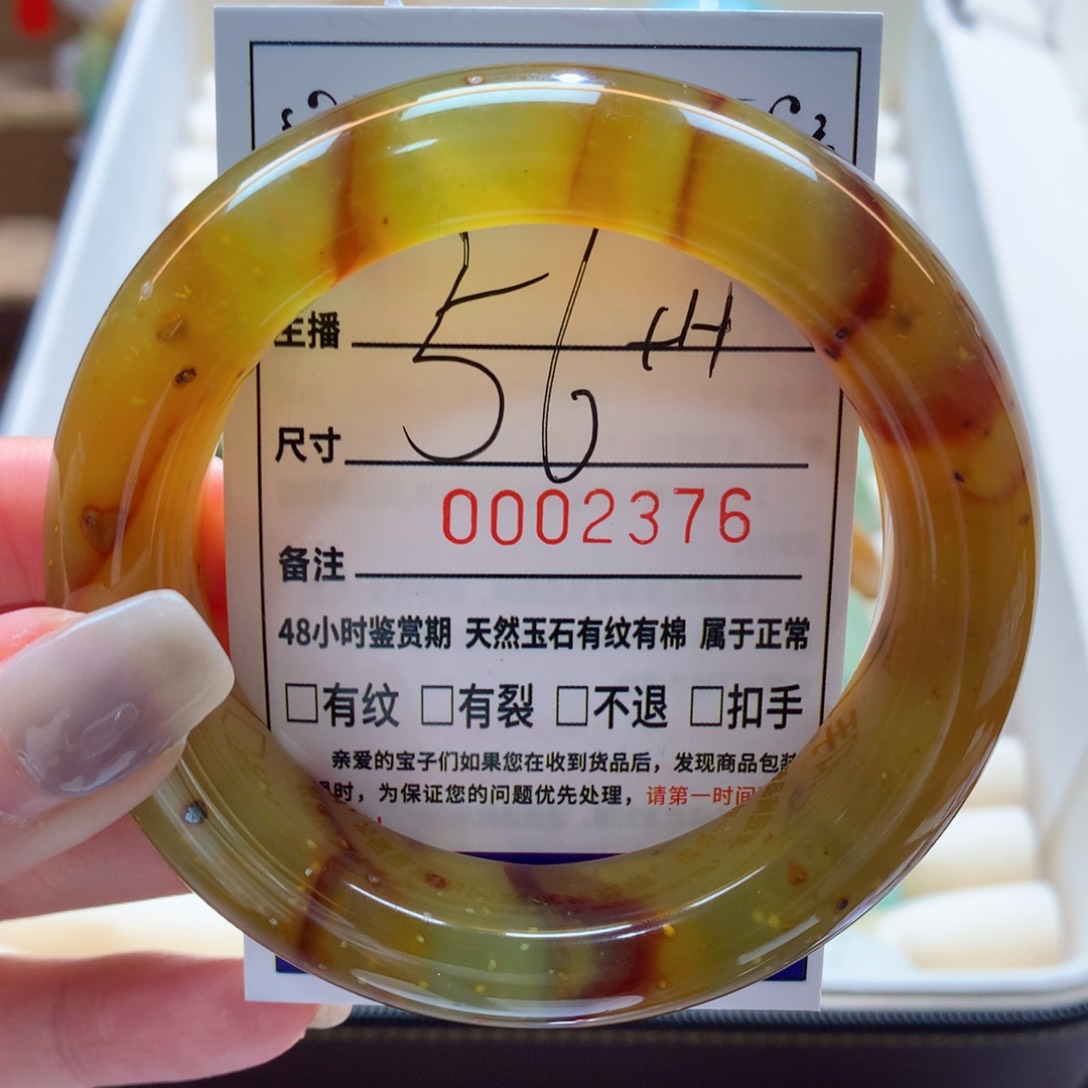 主播 56 出
尺寸
0002376
备注
48小时鉴赏期 天然玉石有纹有棉 属于正常
□有纹 □有裂 □不退 □扣手
亲爱的宝子们如果您在收到货品后，发现商品包装
时，为保证您的问题优先处理，请第一时间
！